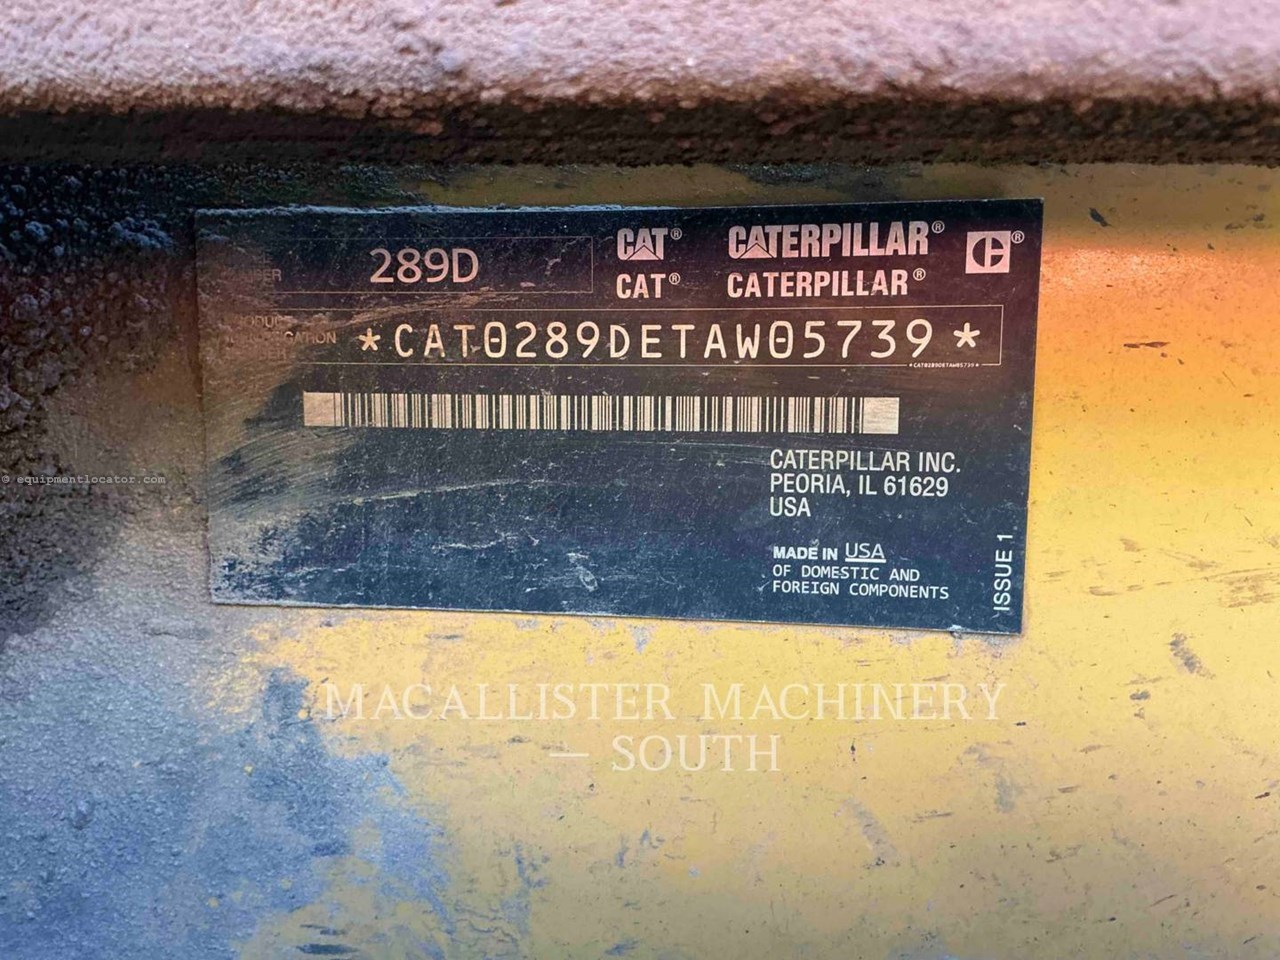 289D
CAT® CATERPILLAR®
CAT® CATERPILLAR®
*CAT0289DETAW05739*
*CAT0289DETAW05739*
CATERPILLAR INC.
PEORIA, IL 61629
USA
MADE IN USA
OF DOMESTIC AND
FOREIGN COMPONENTS
ISSUE 1
© equipmentlocator.com
MACALLISTER MACHINERY
— SOUTH